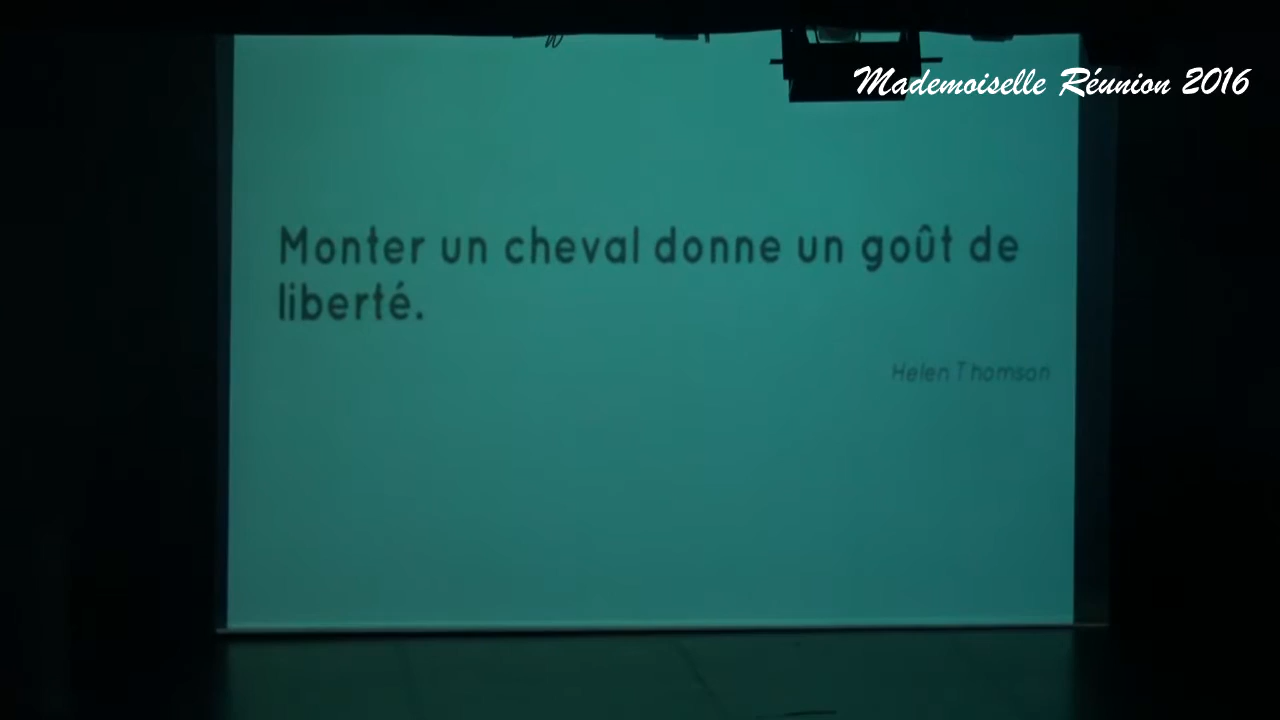 Mademoiselle Réunion 2016
Monter un cheval donne un goût de
liberté.
Helen Thomson